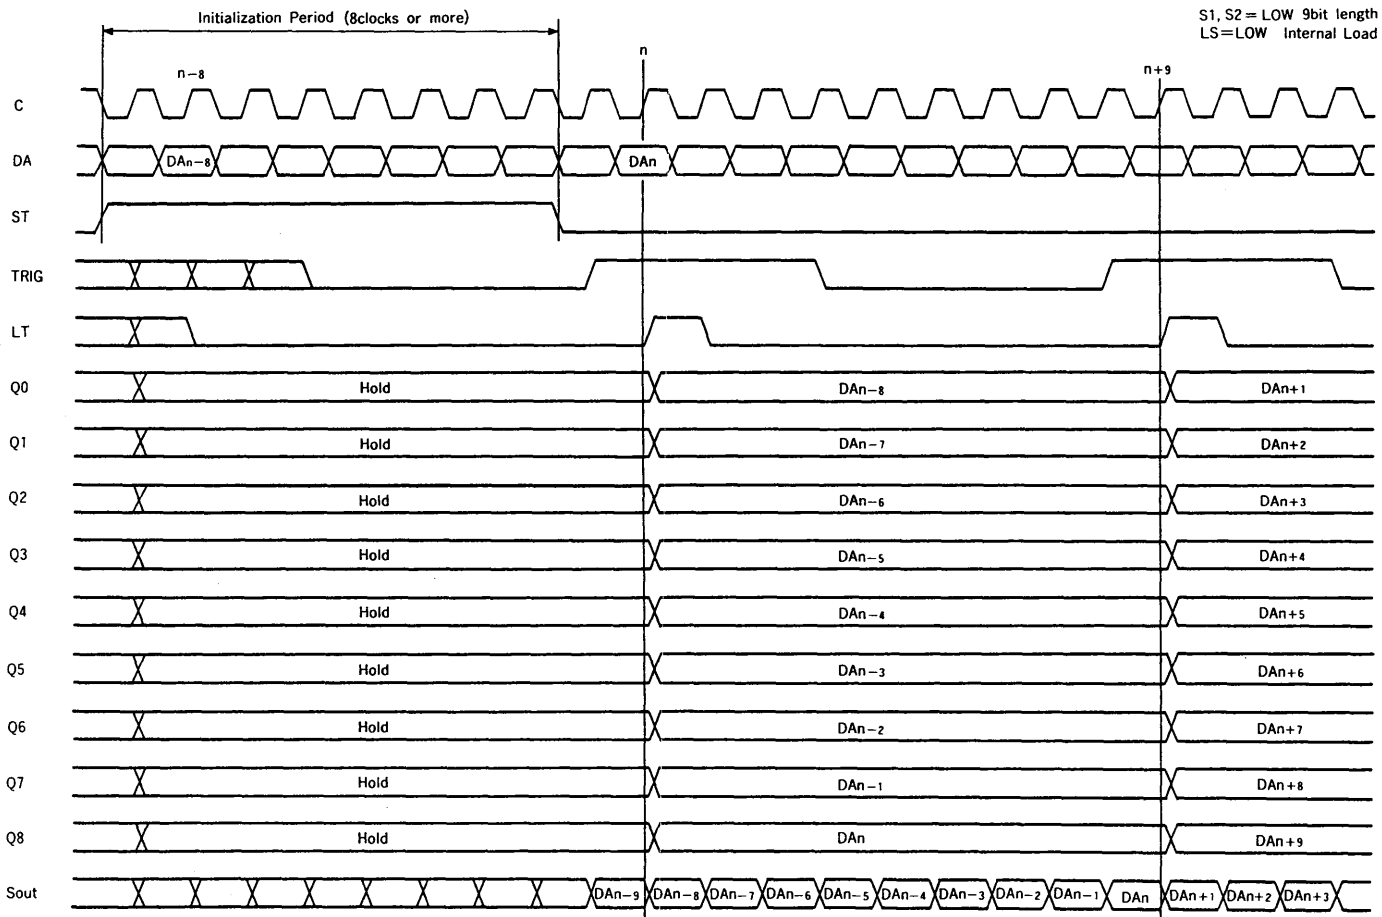 Initialization Period (8clocks or more)
S1, S2 = LOW 9bit length
LS=LOW Internal Load
n
n-8
n+9
C
DA DAn-8 DAn
ST
TRIG
LT
Q0 Hold DAn-8 DAn+1
Q1 Hold DAn-7 DAn+2
Q2 Hold DAn-6 DAn+3
Q3 Hold DAn-5 DAn+4
Q4 Hold DAn-4 DAn+5
Q5 Hold DAn-3 DAn+6
Q6 Hold DAn-2 DAn+7
Q7 Hold DAn-1 DAn+8
Q8 Hold DAn DAn+9
Sout DAn-9 DAn-8 DAn-7 DAn-6 DAn-5 DAn-4 DAn-3 DAn-2 DAn-1 DAn DAn+1 DAn+2 DAn+3